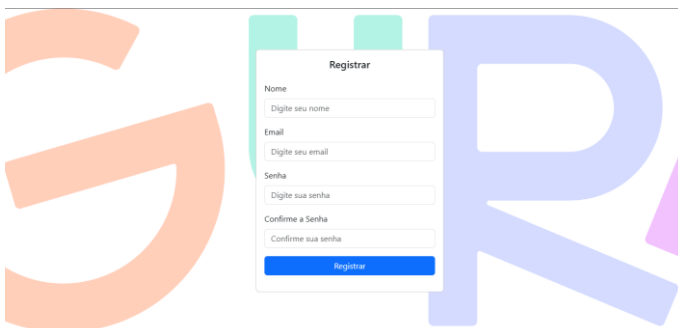 GUR
Registrar
Nome
Digite seu nome
Email
Digite seu email
Senha
Digite sua senha
Confirme a Senha
Confirme sua senha
Registrar